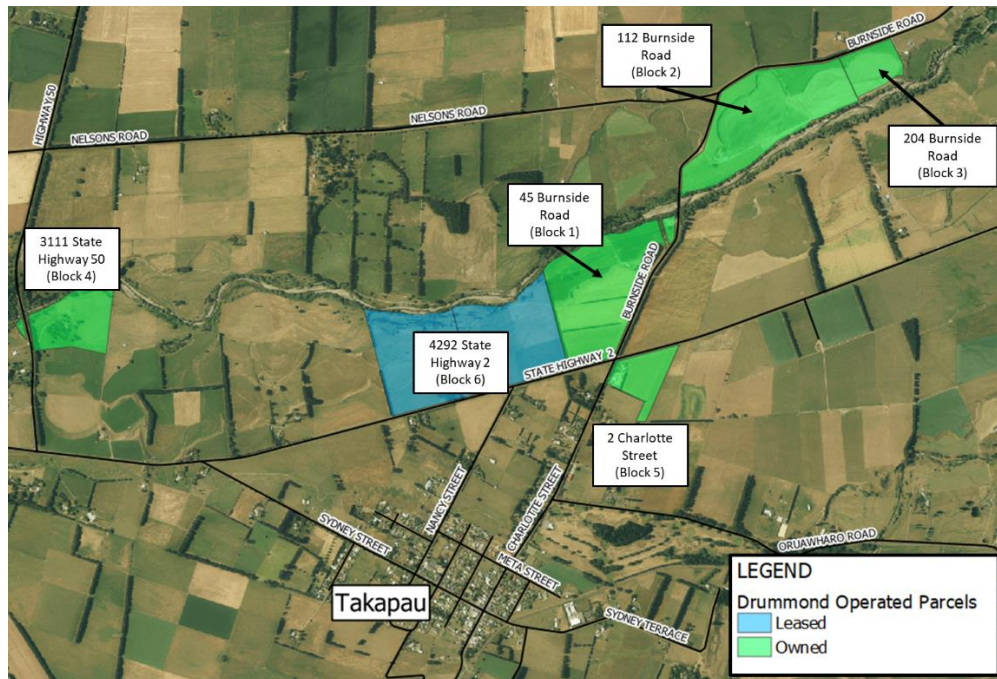 112 Burnside
Road
(Block 2)
BURNSIDE ROAD
HIGHWAY 50
NELSONS ROAD
NELSONS ROAD
204 Burnside
Road
(Block 3)
45 Burnside
Road
(Block 1)
3111 State
Highway 50
(Block 4)
BURNSIDE ROAD
4292 State
Highway 2
(Block 6)
STATE HIGHWAY 2
2 Charlotte
Street
(Block 5)
NANCY STREET
CHARLOTTE STREET
SYDNEY STREET
META STREET
ORUAWHARO ROAD
Takapau
SYDNEY TERRACE
LEGEND
Drummond Operated Parcels
Leased
Owned